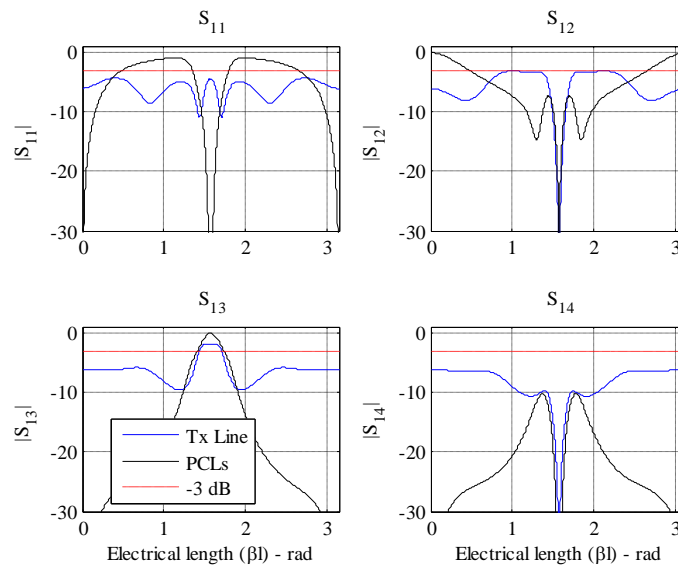 S11
S12
0
-10
-20
-30
|S11|
0 1 2 3
0
-10
-20
-30
|S12|
0 1 2 3
S13
S14
0
-10
-20
-30
|S13|
Tx Line
PCLs
-3 dB
0 1 2 3
Electrical length (βl) - rad
0
-10
-20
-30
|S14|
0 1 2 3
Electrical length (βl) - rad